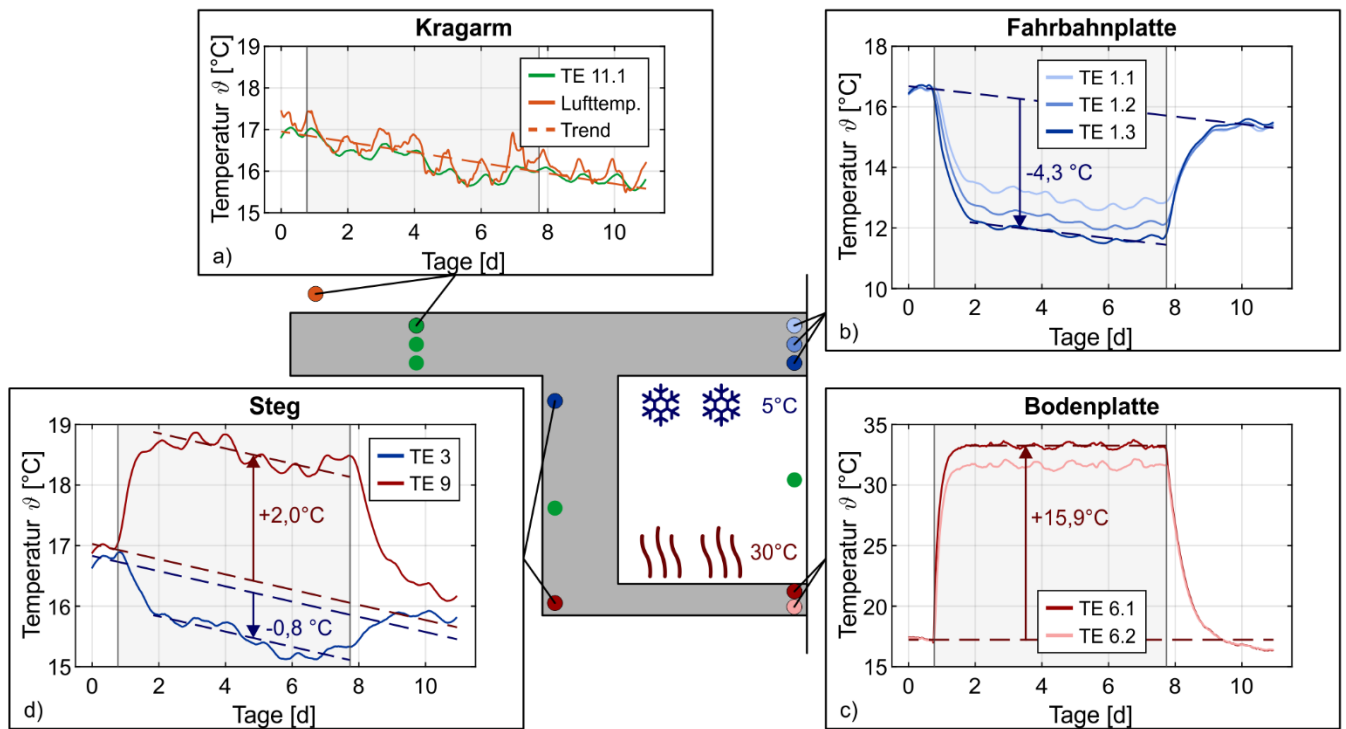 Kragarm
Temperatur ϑ [°C]
19
18
17
16
15
0 2 4 6 8 10
Tage [d]
TE 11.1
Lufttemp.
Trend
a)
Fahrbahnplatte
Temperatur ϑ [°C]
18
16
14
12
10
0 2 4 6 8 10
Tage [d]
TE 1.1
TE 1.2
TE 1.3
-4,3 °C
b)
5°C
30°C
Steg
Temperatur ϑ [°C]
19
18
17
16
15
0 2 4 6 8 10
Tage [d]
TE 3
TE 9
+2,0°C
-0,8 °C
d)
Bodenplatte
Temperatur ϑ [°C]
35
30
25
20
15
0 2 4 6 8 10
Tage [d]
+15,9°C
TE 6.1
TE 6.2
c)